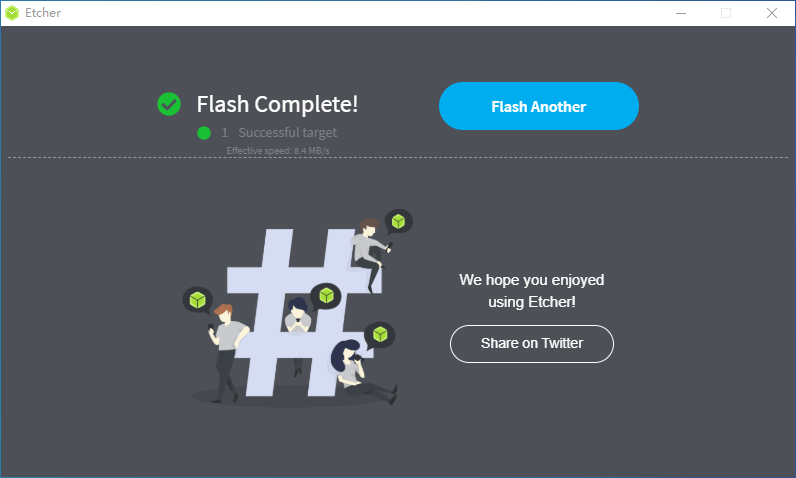 Etcher
Flash Complete!
Flash Another
1 Successful target
Effective speed: 8.4 MB/s
We hope you enjoyed
using Etcher!
Share on Twitter